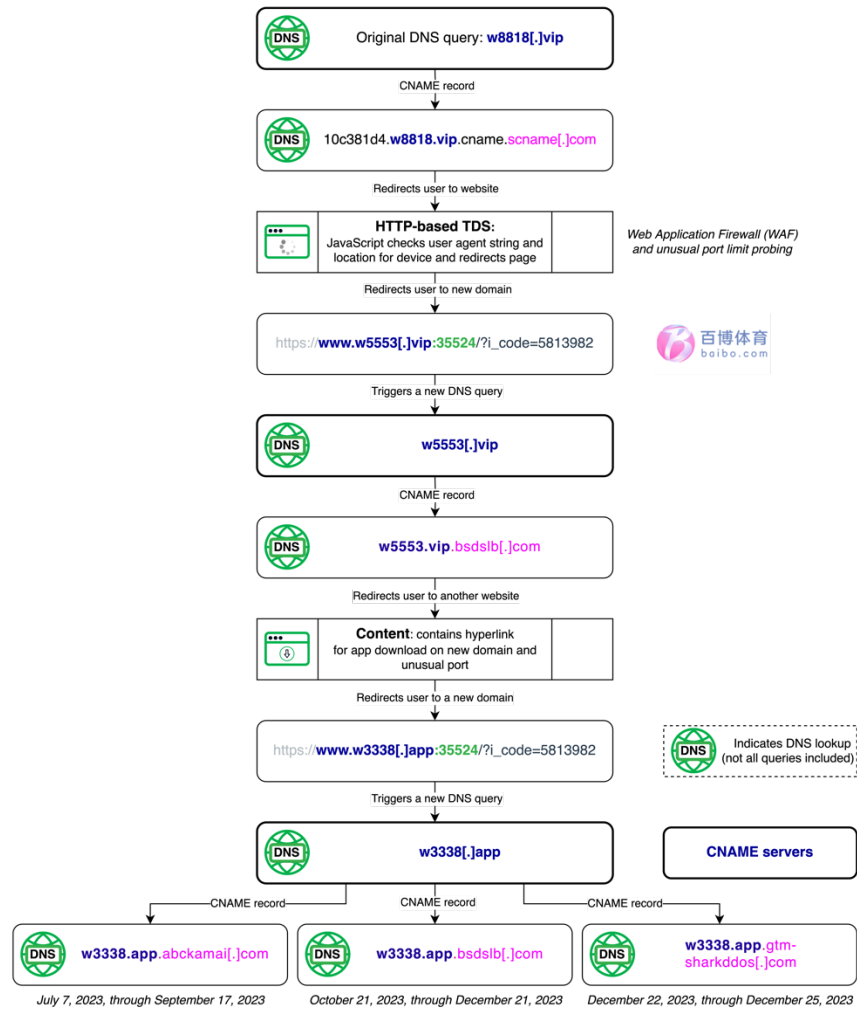 DNS
Original DNS query: w8818[.]vip
CNAME record
DNS
10c381d4.w8818.vip.cname.scname[.]com
Redirects user to website
HTTP-based TDS:
JavaScript checks user agent string and
location for device and redirects page
Web Application Firewall (WAF)
and unusual port limit probing
Redirects user to new domain
https://www.w5553[.]vip:35524/?i_code=5813982
百博体育
baibo.com
Triggers a new DNS query
DNS
w5553[.]vip
CNAME record
DNS
w5553.vip.bsdslb[.]com
Redirects user to another website
Content: contains hyperlink
for app download on new domain and
unusual port
Redirects user to a new domain
https://www.w3338[.]app:35524/?i_code=5813982
DNS
Indicates DNS lookup
(not all queries included)
Triggers a new DNS query
DNS
w3338[.]app
CNAME servers
CNAME record
CNAME record
CNAME record
DNS
w3338.app.abckamai[.]com
DNS
w3338.app.bsdslb[.]com
DNS
w3338.app.gtm-
sharkddos[.]com
July 7, 2023, through September 17, 2023
October 21, 2023, through December 21, 2023
December 22, 2023, through December 25, 2023